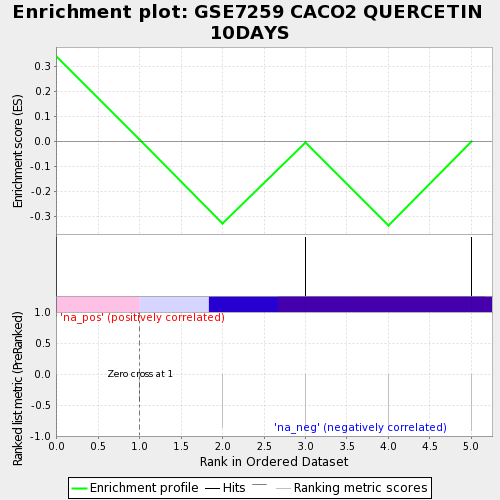 Enrichment plot: GSE7259 CACO2 QUERCETIN
10DAYS
Enrichment score (ES)
0.3
0.2
0.1
0.0
-0.1
-0.2
-0.3
Ranked list metric (PreRanked)
1.0
0.5
0.0
-0.5
-1.0
'na_pos' (positively correlated)
Zero cross at 1
'na_neg' (negatively correlated)
0.0 0.5 1.0 1.5 2.0 2.5 3.0 3.5 4.0 4.5 5.0
Rank in Ordered Dataset
Enrichment profile Hits Ranking metric scores